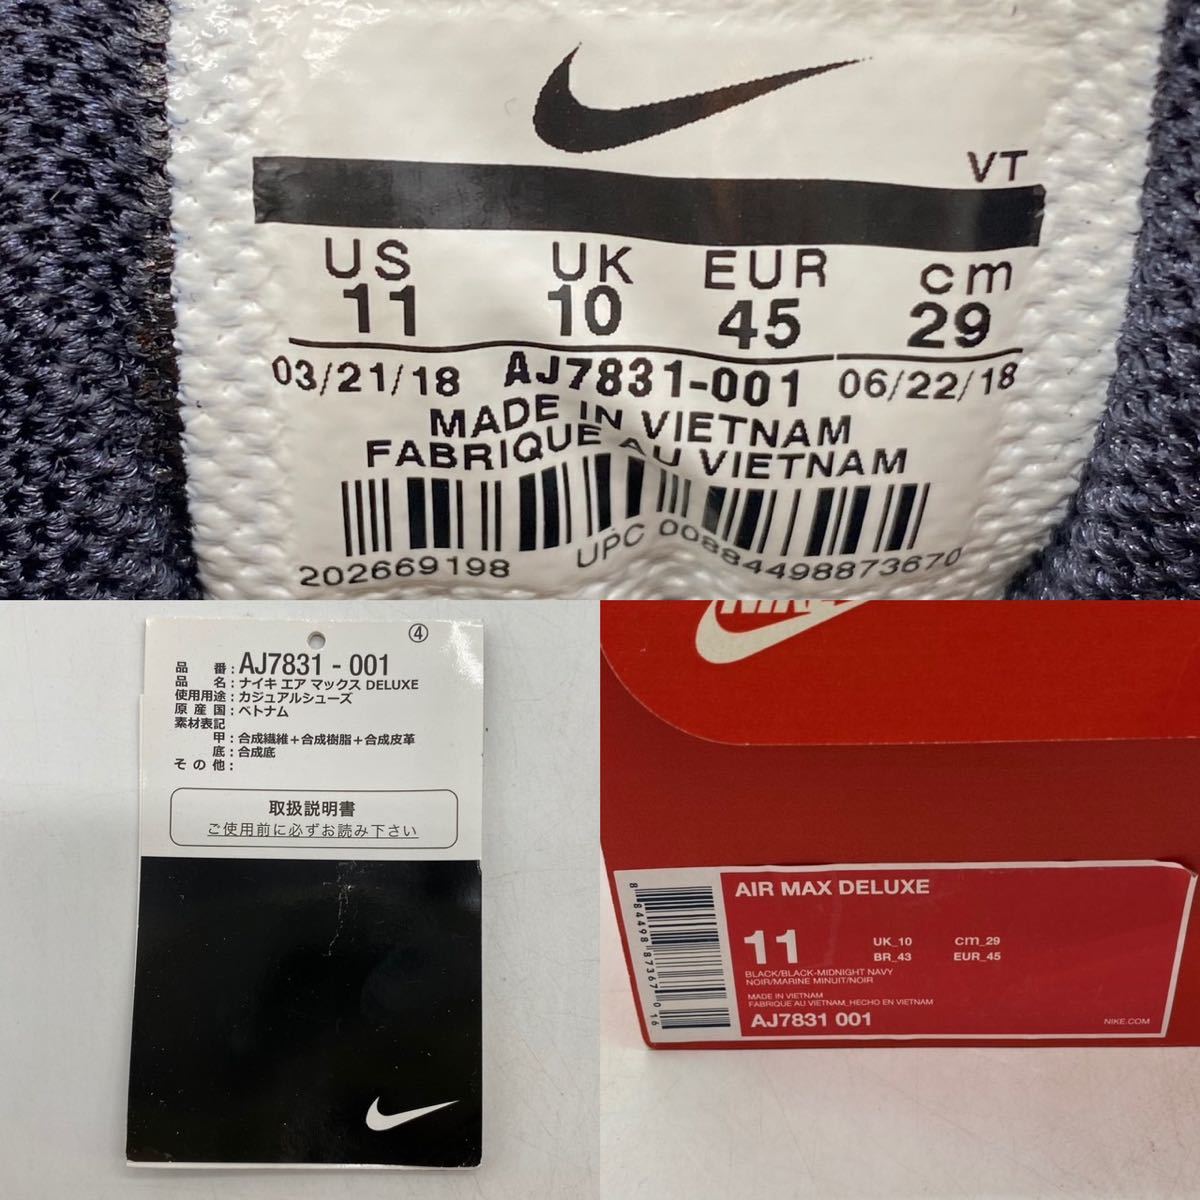 VT
US UK EUR cm
11 10 45 29
03/21/18 AJ7831-001 06/22/18
MADE IN VIETNAM
FABRIQUE AU VIETNAM
202669198 UPC 00884498873670
④
品番:AJ7831-001
品名:ナイキ エア マックス DELUXE
使用用途:カジュアルシューズ
原産国:ベトナム
素材表記
甲:合成繊維+合成樹脂+合成皮革
底:合成底
その他:
取扱説明書
ご使用前に必ずお読み下さい
NIKE
8 84498 87367 0 16
AIR MAX DELUXE
11 UK_10 cm_29
BR_43 EUR_45
BLACK/BLACK-MIDNIGHT NAVY
NOIR/MARINE MINUIT/NOIR
MADE IN VIETNAM
FABRIQUE AU VIETNAM_HECHO EN VIETNAM
AJ7831 001
NIKE.COM